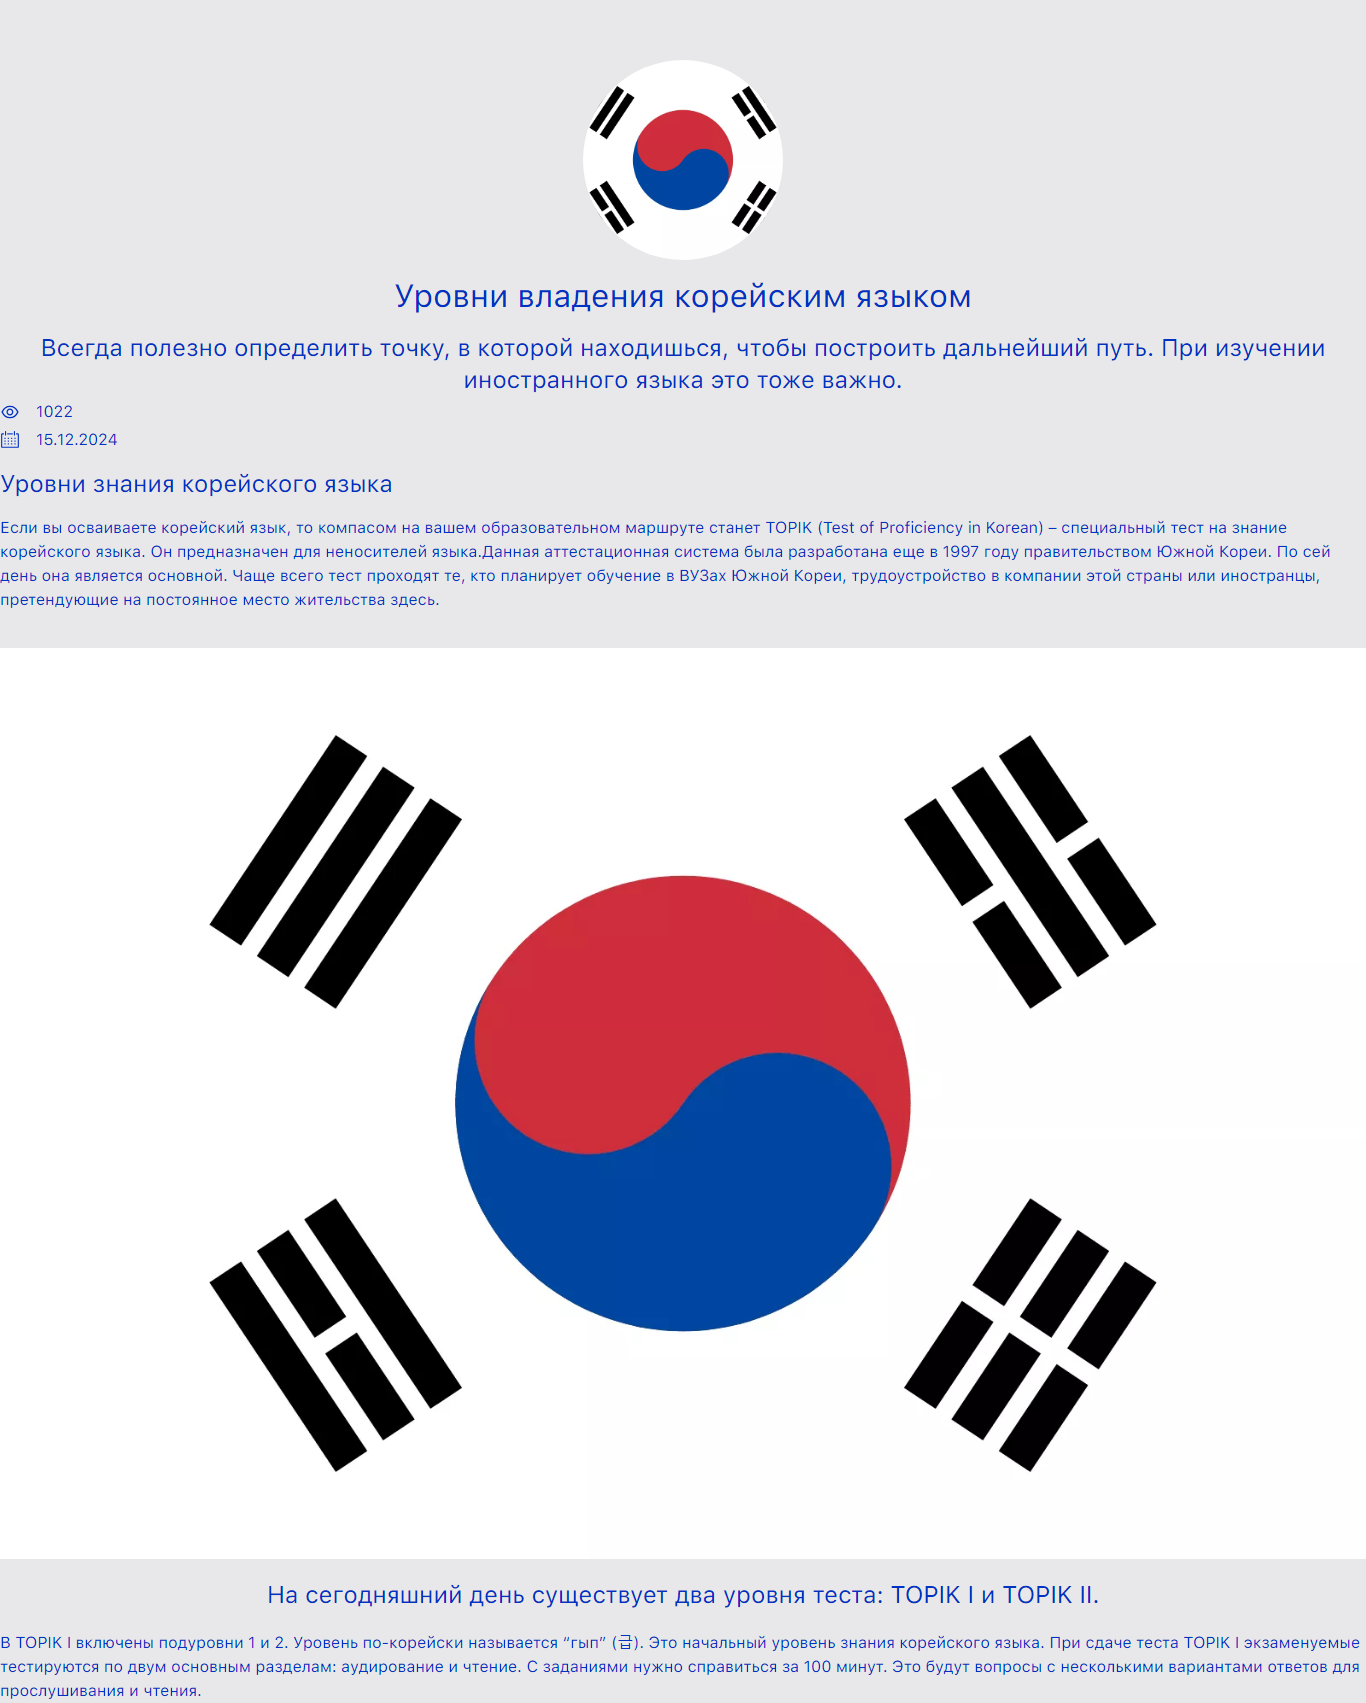 Уровни владения корейским языком
Всегда полезно определить точку, в которой находишься, чтобы построить дальнейший путь. При изучении
иностранного языка это тоже важно.
1022
15.12.2024
Уровни знания корейского языка
Если вы осваиваете корейский язык, то компасом на вашем образовательном маршруте станет TOPIK (Test of Proficiency in Korean) – специальный тест на знание
корейского языка. Он предназначен для неносителей языка.Данная аттестационная система была разработана еще в 1997 году правительством Южной Кореи. По сей
день она является основной. Чаще всего тест проходят те, кто планирует обучение в ВУЗах Южной Кореи, трудоустройство в компании этой страны или иностранцы,
претендующие на постоянное место жительства здесь.
На сегодняшний день существует два уровня теста: TOPIK I и TOPIK II.
В TOPIK I включены подуровни 1 и 2. Уровень по-корейски называется “гып” (급). Это начальный уровень знания корейского языка. При сдаче теста TOPIK I экзаменуемые
тестируются по двум основным разделам: аудирование и чтение. С заданиями нужно справиться за 100 минут. Это будут вопросы с несколькими вариантами ответов для
прослушивания и чтения.